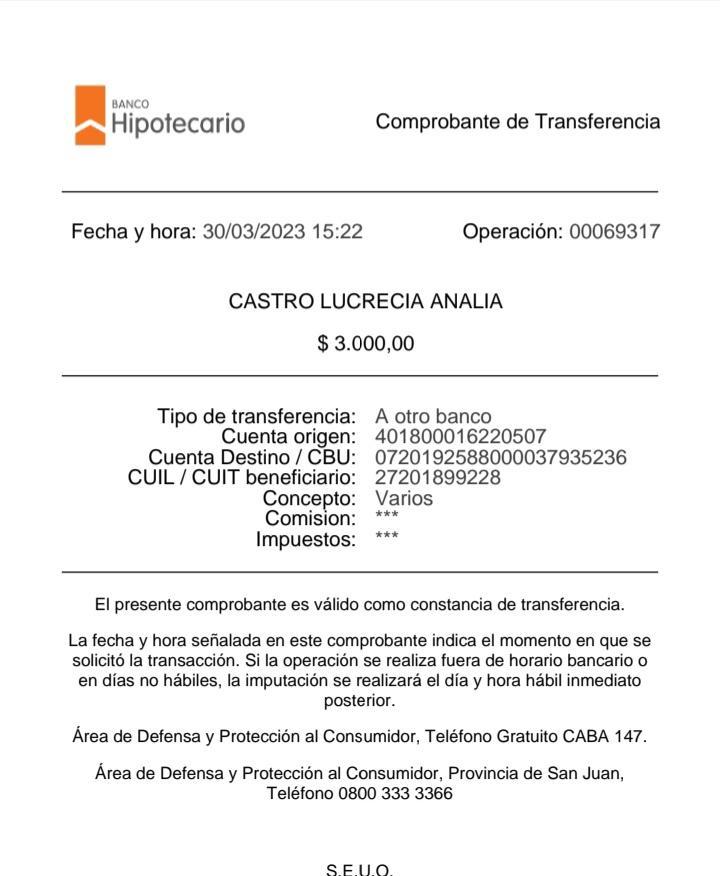 BANCO
Hipotecario
Comprobante de Transferencia
Fecha y hora: 30/03/2023 15:22
Operación: 00069317
CASTRO LUCRECIA ANALIA
$ 3.000,00
Tipo de transferencia: A otro banco
Cuenta origen: 401800016220507
Cuenta Destino / CBU: 0720192588000037935236
CUIL / CUIT beneficiario: 27201899228
Concepto: Varios
Comision: ***
Impuestos: ***
El presente comprobante es válido como constancia de transferencia.
La fecha y hora señalada en este comprobante indica el momento en que se
solicitó la transacción. Si la operación se realiza fuera de horario bancario o
en días no hábiles, la imputación se realizará el día y hora hábil inmediato
posterior.
Área de Defensa y Protección al Consumidor, Teléfono Gratuito CABA 147.
Área de Defensa y Protección al Consumidor, Provincia de San Juan,
Teléfono 0800 333 3366
S.E.U.O.